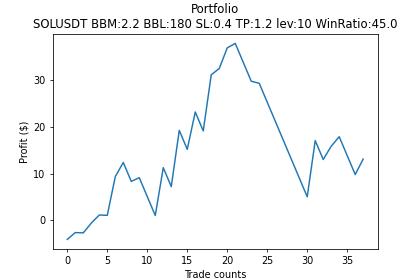 Portfolio
SOLUSDT BBM:2.2 BBL:180 SL:0.4 TP:1.2 lev:10 WinRatio:45.0
Profit ($)
30
20
10
0
0 5 10 15 20 25 30 35
Trade counts